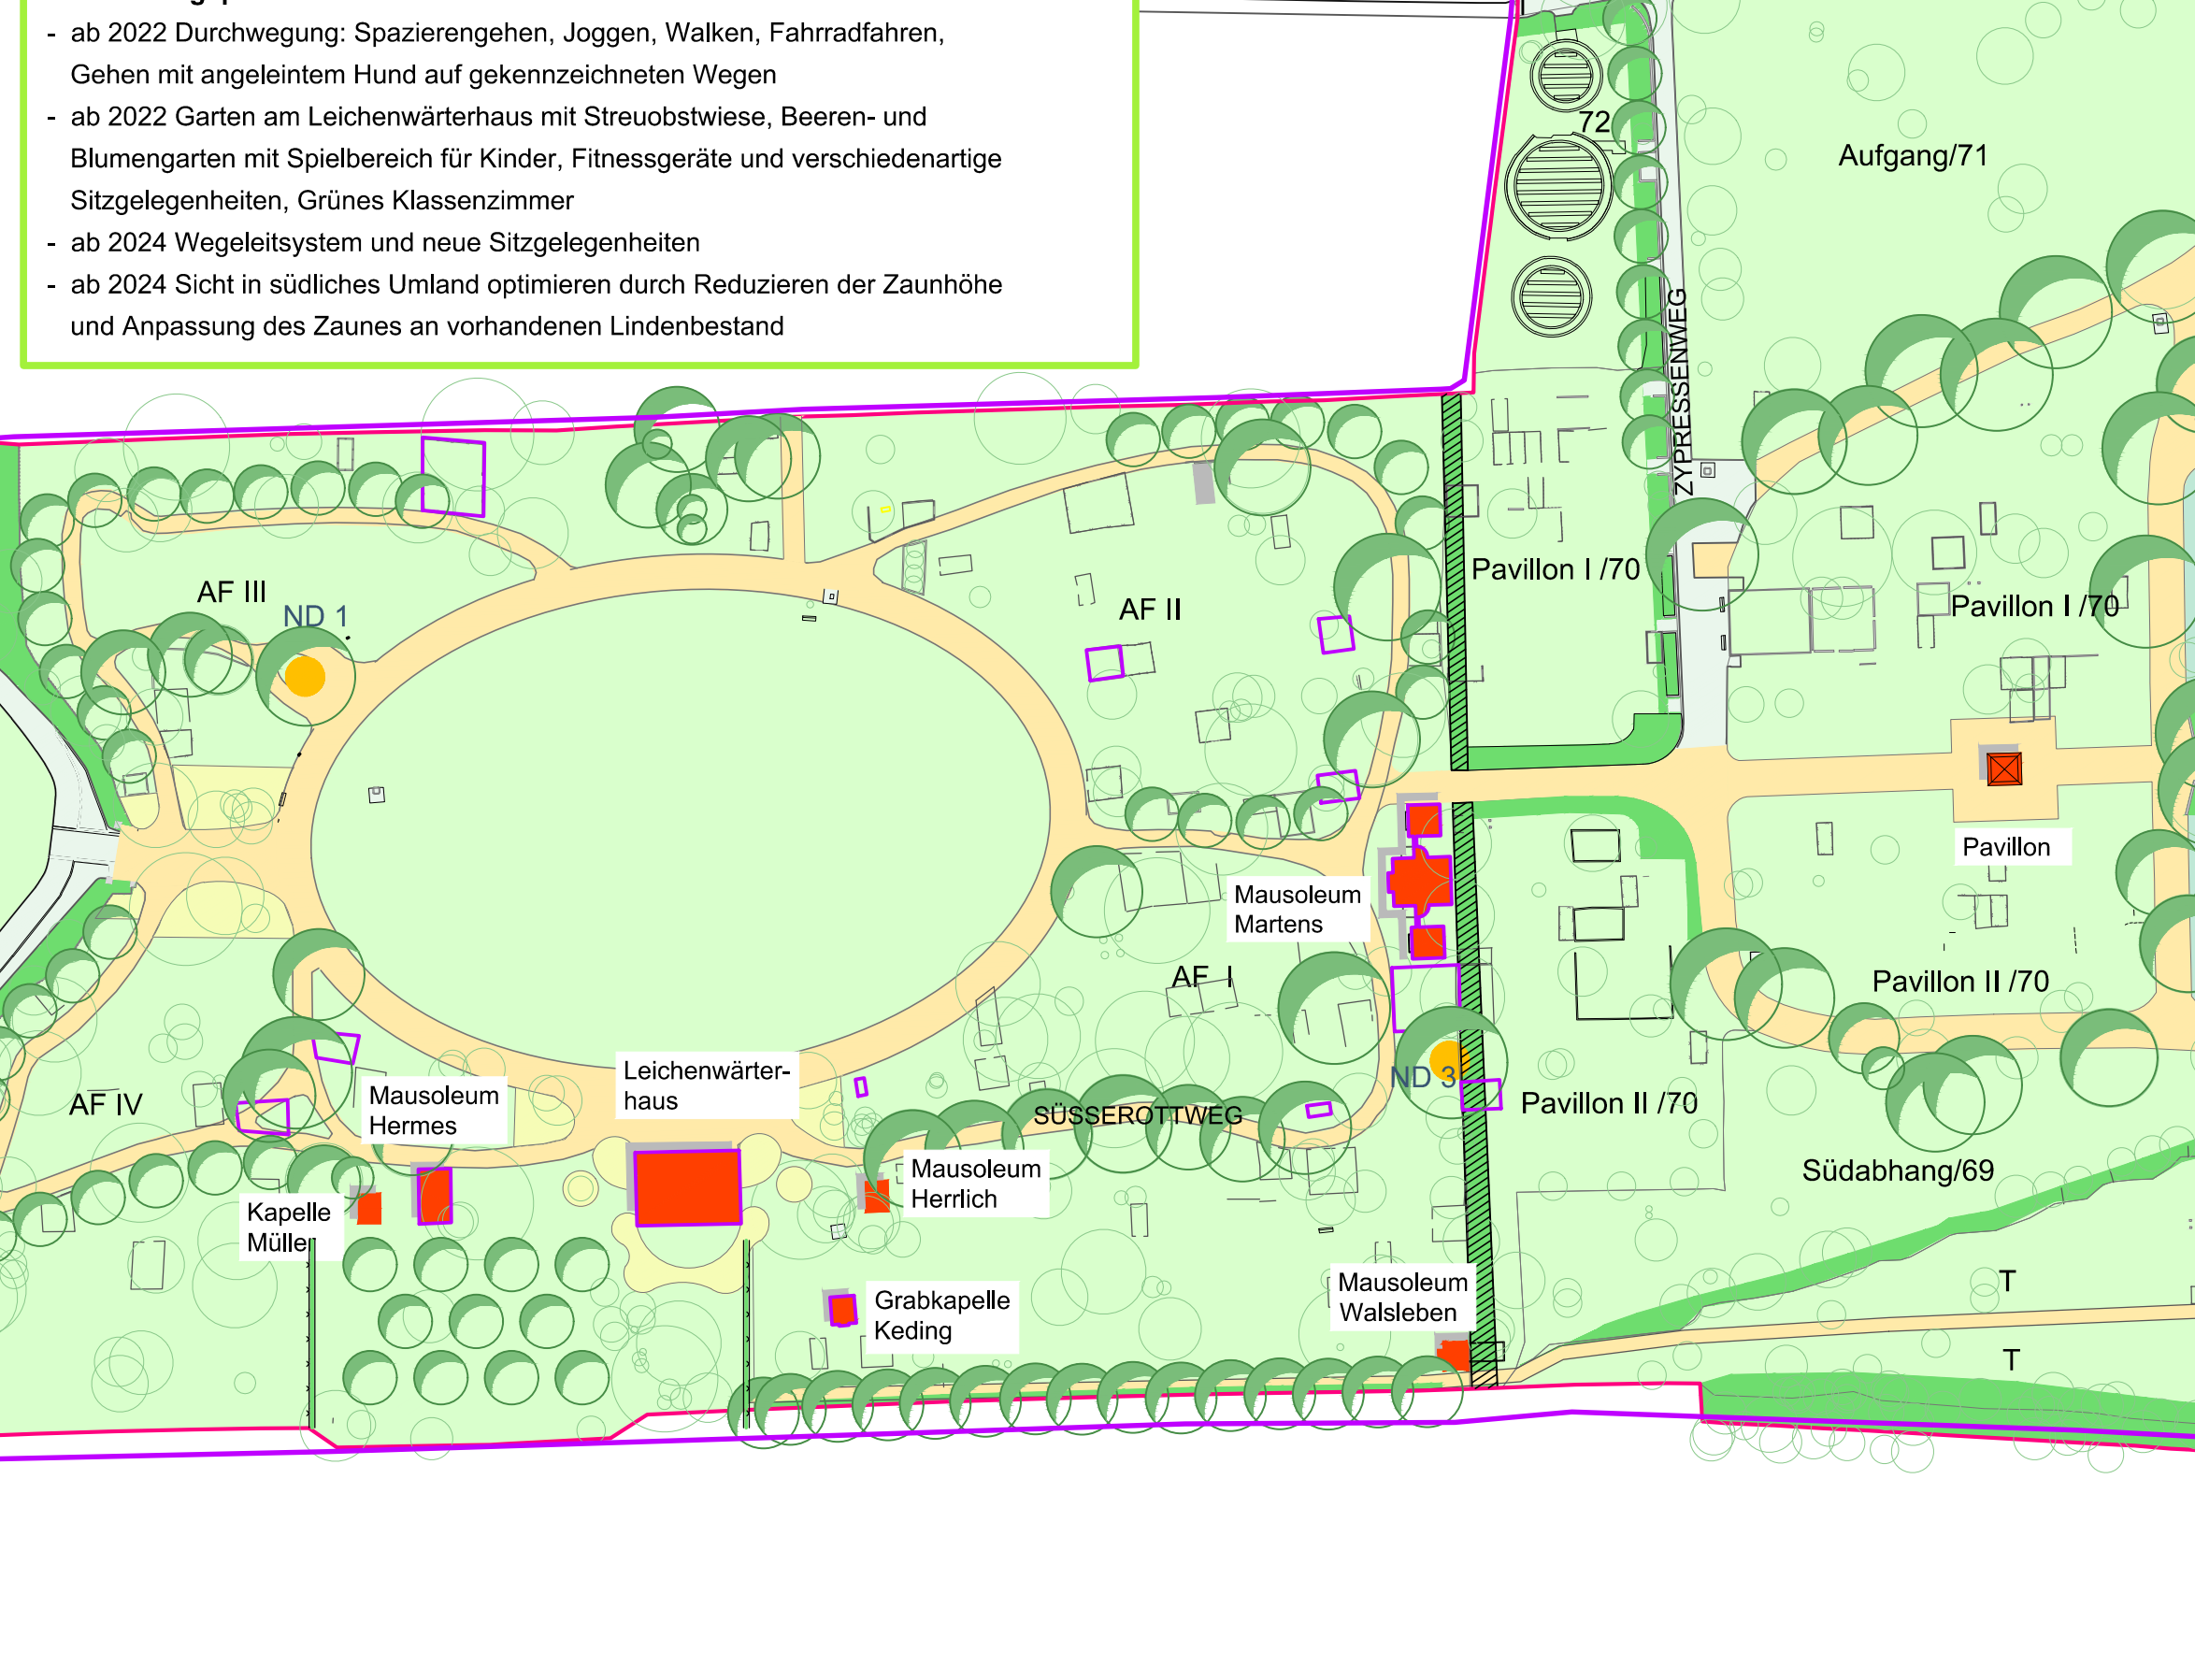 - ab 2022 Durchwegung: Spazierengehen, Joggen, Walken, Fahrradfahren,
Gehen mit angeleintem Hund auf gekennzeichneten Wegen
- ab 2022 Garten am Leichenwärterhaus mit Streuobstwiese, Beeren- und
Blumengarten mit Spielbereich für Kinder, Fitnessgeräte und verschiedenartige
Sitzgelegenheiten, Grünes Klassenzimmer
- ab 2024 Wegeleitsystem und neue Sitzgelegenheiten
- ab 2024 Sicht in südliches Umland optimieren durch Reduzieren der Zaunhöhe
und Anpassung des Zaunes an vorhandenen Lindenbestand
72
Aufgang/71
ZYPRESSENWEG
AF III
ND 1
AF II
Pavillon I /70
Pavillon I /70
Pavillon
Mausoleum
Martens
AF I
Pavillon II /70
AF IV
Mausoleum
Hermes
Leichenwärter-
haus
SÜSSEROTTWEG
ND 3
Pavillon II /70
Mausoleum
Herrlich
Südabhang/69
Kapelle
Müller
Grabkapelle
Keding
Mausoleum
Walsleben
T
T